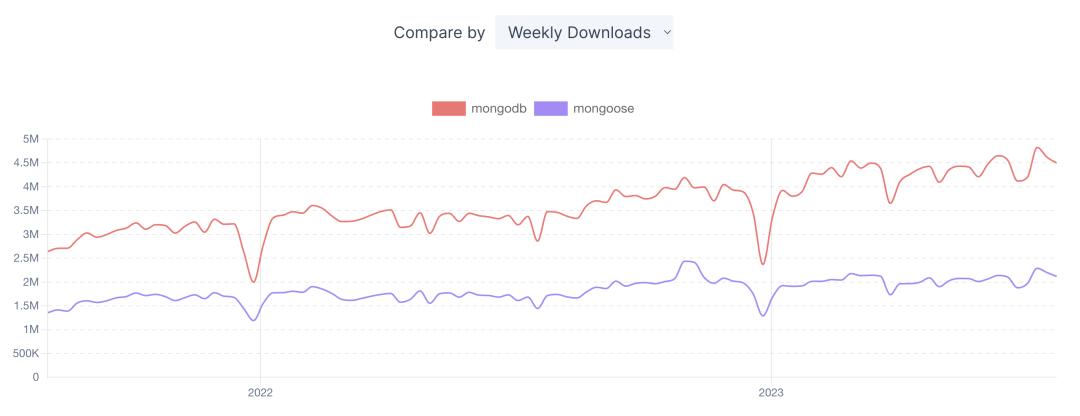 Compare by Weekly Downloads
mongodb mongoose
5M
4.5M
4M
3.5M
3M
2.5M
2M
1.5M
1M
500K
0
2022 2023